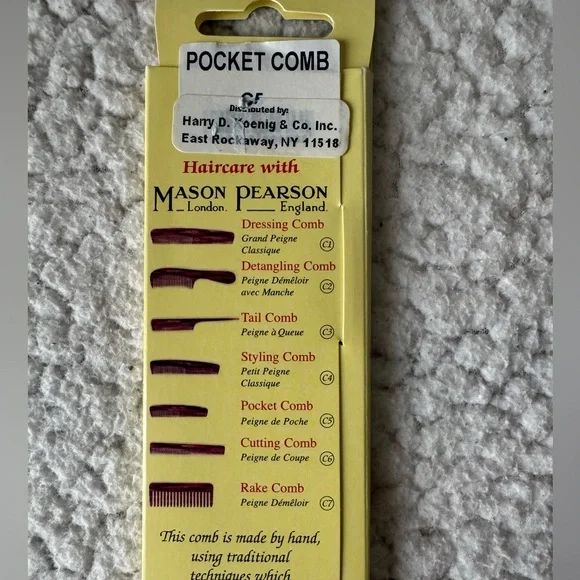 POCKET COMB
C5
Distributed by:
Harry D. Koenig & Co. Inc.
East Rockaway, NY 11518
Haircare with
MASON PEARSON
London. England.
Dressing Comb
Grand Peigne
Classique C1
Detangling Comb
Peigne Démêloir
avec Manche C2
Tail Comb
Peigne à Queue C3
Styling Comb
Petit Peigne
Classique C4
Pocket Comb
Peigne de Poche C5
Cutting Comb
Peigne de Coupe C6
Rake Comb
Peigne Démêloir C7
This comb is made by hand,
using traditional
techniques which